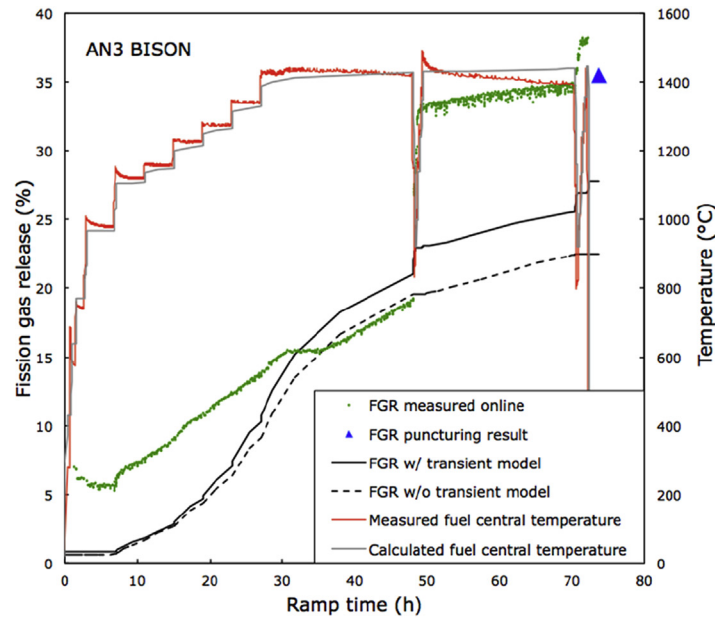 AN3 BISON
Fission gas release (%)
40
35
30
25
20
15
10
5
0
1600
1400
1200
1000
800
600
400
200
0
Temperature (°C)
FGR measured online
FGR puncturing result
FGR w/ transient model
FGR w/o transient model
Measured fuel central temperature
Calculated fuel central temperature
0 10 20 30 40 50 60 70 80
Ramp time (h)